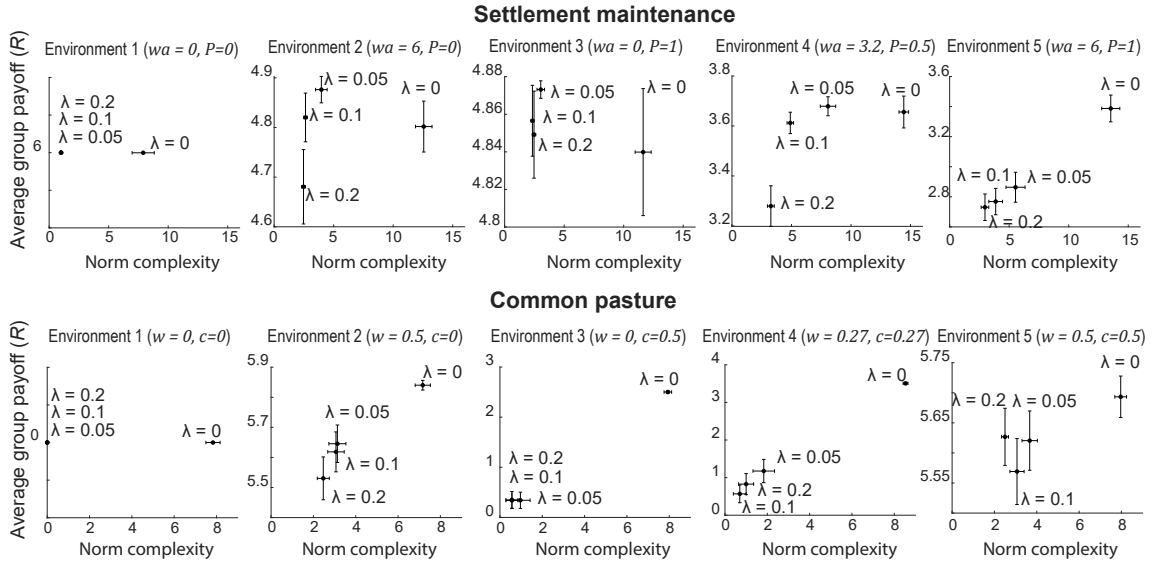 Settlement maintenance
Average group payoff (R)
Environment 1 (wa = 0, P=0)
6
λ = 0.2
λ = 0.1
λ = 0.05
λ = 0
0 5 10 15
Norm complexity
Environment 2 (wa = 6, P=0)
4.9
4.8
4.7
4.6
λ = 0.05
λ = 0
λ = 0.1
λ = 0.2
0 5 10 15
Norm complexity
Environment 3 (wa = 0, P=1)
4.88
4.86
4.84
4.82
4.8
λ = 0
λ = 0.05
λ = 0.1
λ = 0.2
0 5 10 15
Norm complexity
Environment 4 (wa = 3.2, P=0.5)
3.8
3.6
3.4
3.2
λ = 0.05
λ = 0
λ = 0.1
λ = 0.2
0 5 10 15
Norm complexity
Environment 5 (wa = 6, P=1)
3.6
3.2
2.8
λ = 0
λ = 0.1
λ = 0.05
λ = 0.2
0 5 10 15
Norm complexity
Common pasture
Average group payoff (R)
Environment 1 (w = 0, c=0)
0
λ = 0.2
λ = 0.1
λ = 0.05
λ = 0
0 2 4 6 8
Norm complexity
Environment 2 (w = 0.5, c=0)
5.9
5.7
5.5
λ = 0
λ = 0.05
λ = 0.1
λ = 0.2
0 2 4 6 8
Norm complexity
Environment 3 (w = 0, c=0.5)
3
2
1
0
λ = 0
λ = 0.2
λ = 0.1
λ = 0.05
0 2 4 6 8
Norm complexity
Environment 4 (w = 0.27, c=0.27)
4
3
2
1
0
λ = 0
λ = 0.05
λ = 0.2
λ = 0.1
0 2 4 6 8
Norm complexity
Environment 5 (w = 0.5, c=0.5)
5.75
5.65
5.55
λ = 0
λ = 0.2
λ = 0.05
λ = 0.1
0 2 4 6 8
Norm complexity